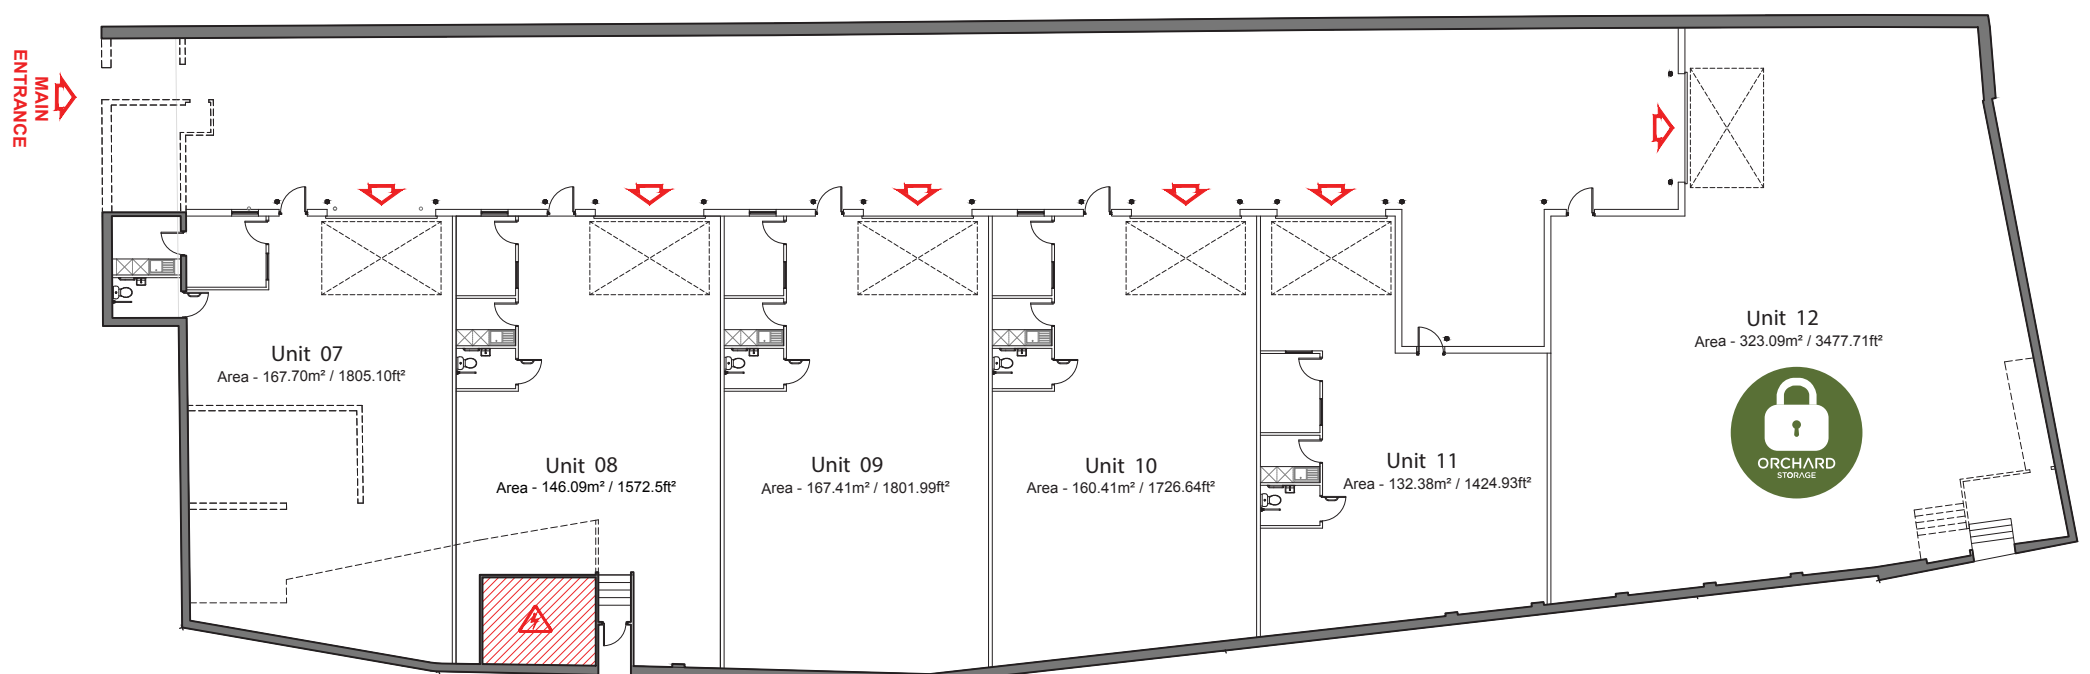 MAIN
ENTRANCE
Unit 07
Area - 167.70m² / 1805.10ft²
Unit 08
Area - 146.09m² / 1572.5ft²
Unit 09
Area - 167.41m² / 1801.99ft²
Unit 10
Area - 160.41m² / 1726.64ft²
Unit 11
Area - 132.38m² / 1424.93ft²
Unit 12
Area - 323.09m² / 3477.71ft²
ORCHARD
STORAGE